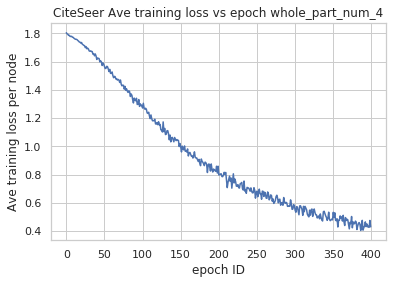 CiteSeer Ave training loss vs epoch whole_part_num_4
Ave training loss per node
1.8
1.6
1.4
1.2
1.0
0.8
0.6
0.4
0 50 100 150 200 250 300 350 400
epoch ID